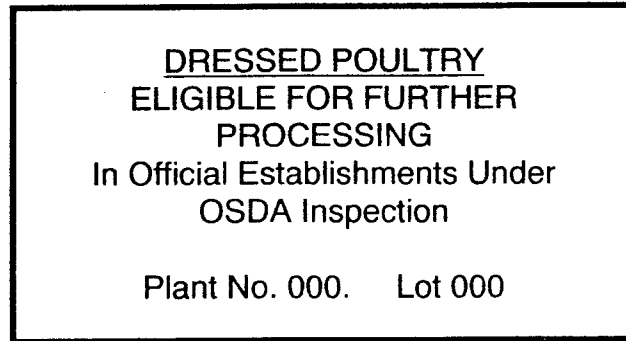 DRESSED POULTRY
ELIGIBLE FOR FURTHER
PROCESSING
In Official Establishments Under
OSDA Inspection
Plant No. 000. Lot 000